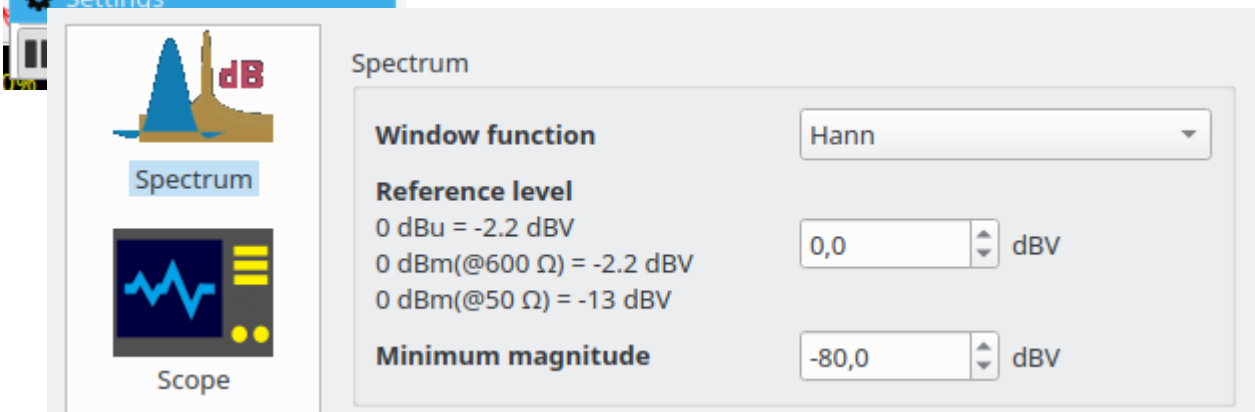 Settings
dB
Spectrum
Scope
Spectrum
Window function
Hann
Reference level
0 dBu = -2.2 dBV
0 dBm(@600 Ω) = -2.2 dBV
0 dBm(@50 Ω) = -13 dBV
0,0
dBV
Minimum magnitude
-80,0
dBV